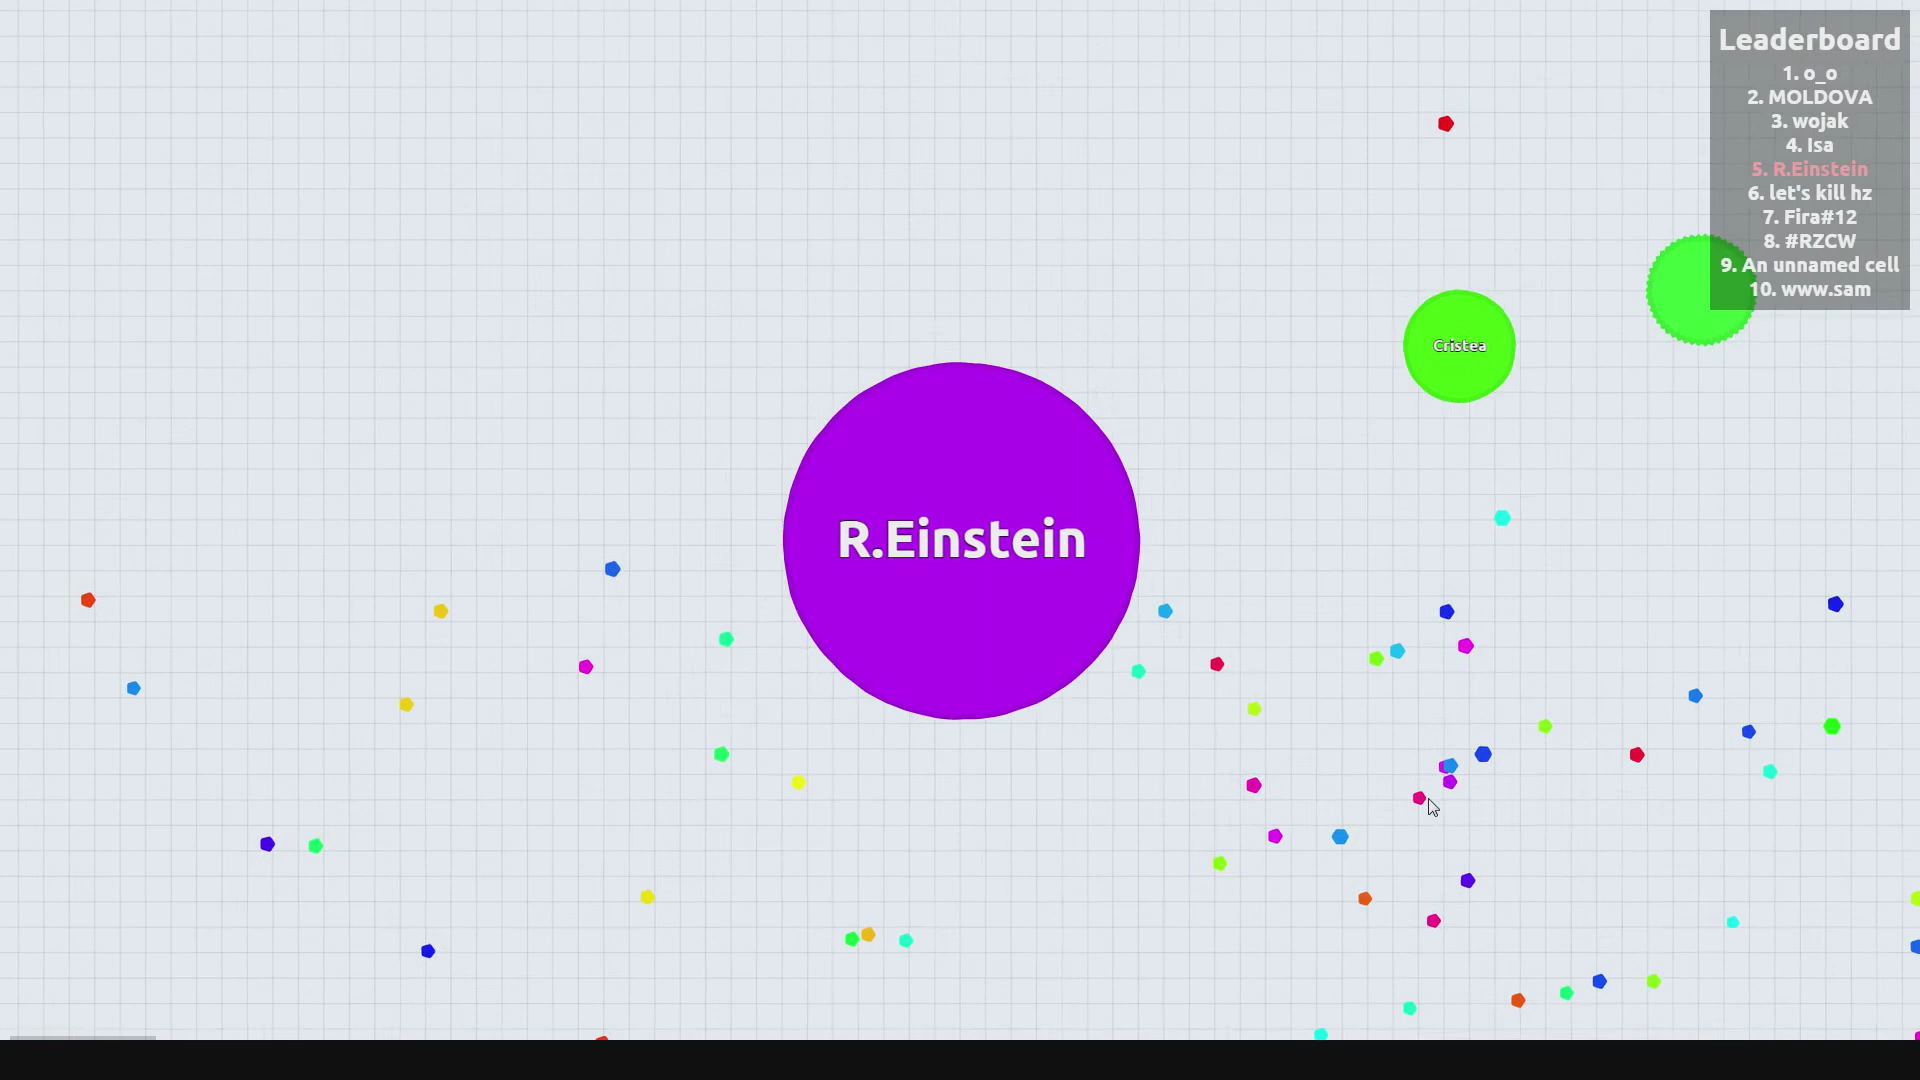 Leaderboard
1. o_o
2. MOLDOVA
3. wojak
4. Isa
5. R.Einstein
6. let's kill hz
7. Fira#12
8. #RZCW
9. An unnamed cell
10. www.sam
Cristea
R.Einstein